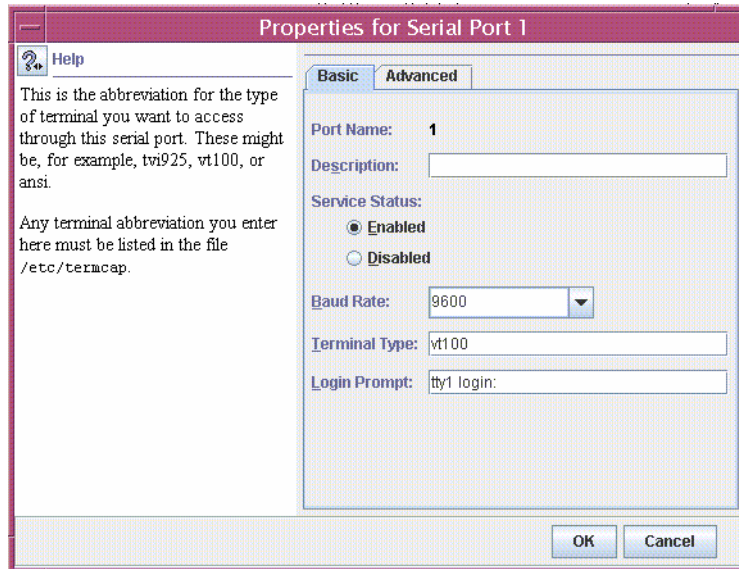 Properties for Serial Port 1
Help
This is the abbreviation for the type
of terminal you want to access
through this serial port. These might
be, for example, tvi925, vt100, or
ansi.
Any terminal abbreviation you enter
here must be listed in the file
/etc/termcap.
Basic
Advanced
Port Name: 1
Description:
Service Status:
Enabled
Disabled
Baud Rate: 9600
Terminal Type: vt100
Login Prompt: tty1 login:
OK
Cancel